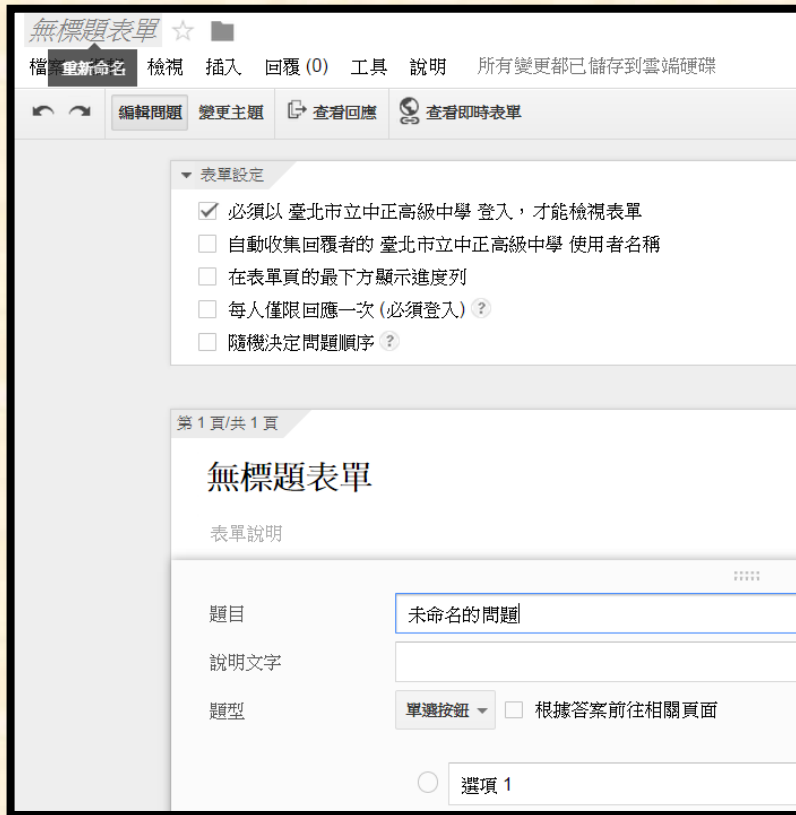 無標題表單
檔 重新命名 檢視 插入 回覆 (0) 工具 說明 所有變更都已儲存到雲端硬碟
編輯問題 變更主題 查看回應 查看即時表單
表單設定
必須以 臺北市立中正高級中學 登入，才能檢視表單
自動收集回覆者的 臺北市立中正高級中學 使用者名稱
在表單頁的最下方顯示進度列
每人僅限回應一次 (必須登入) ?
隨機決定問題順序 ?
第 1 頁/共 1 頁
無標題表單
表單說明
題目 未命名的問題
說明文字
題型 單選按鈕 根據答案前往相關頁面
選項 1